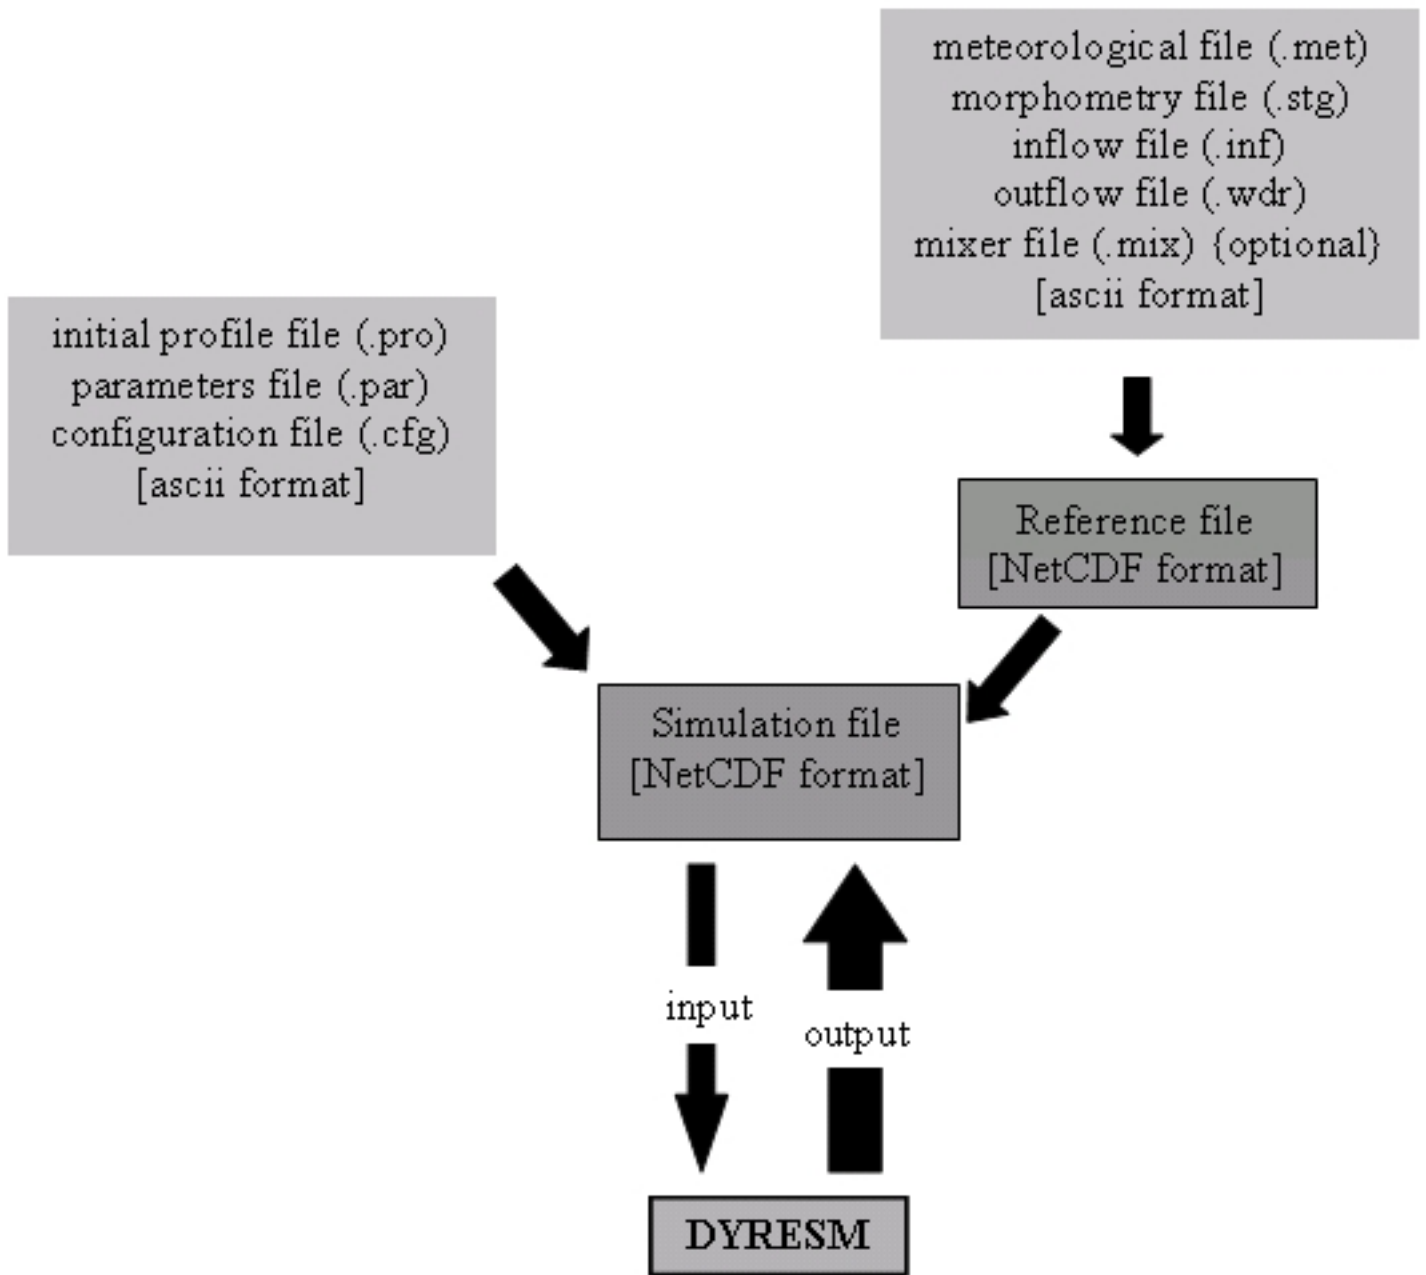 meteorological file (.met)
morphometry file (.stg)
inflow file (.inf)
outflow file (.wdr)
mixer file (.mix) {optional}
[ascii format]
initial profile file (.pro)
parameters file (.par)
configuration file (.cfg)
[ascii format]
Reference file
[NetCDF format]
Simulation file
[NetCDF format]
input
output
DYRESM